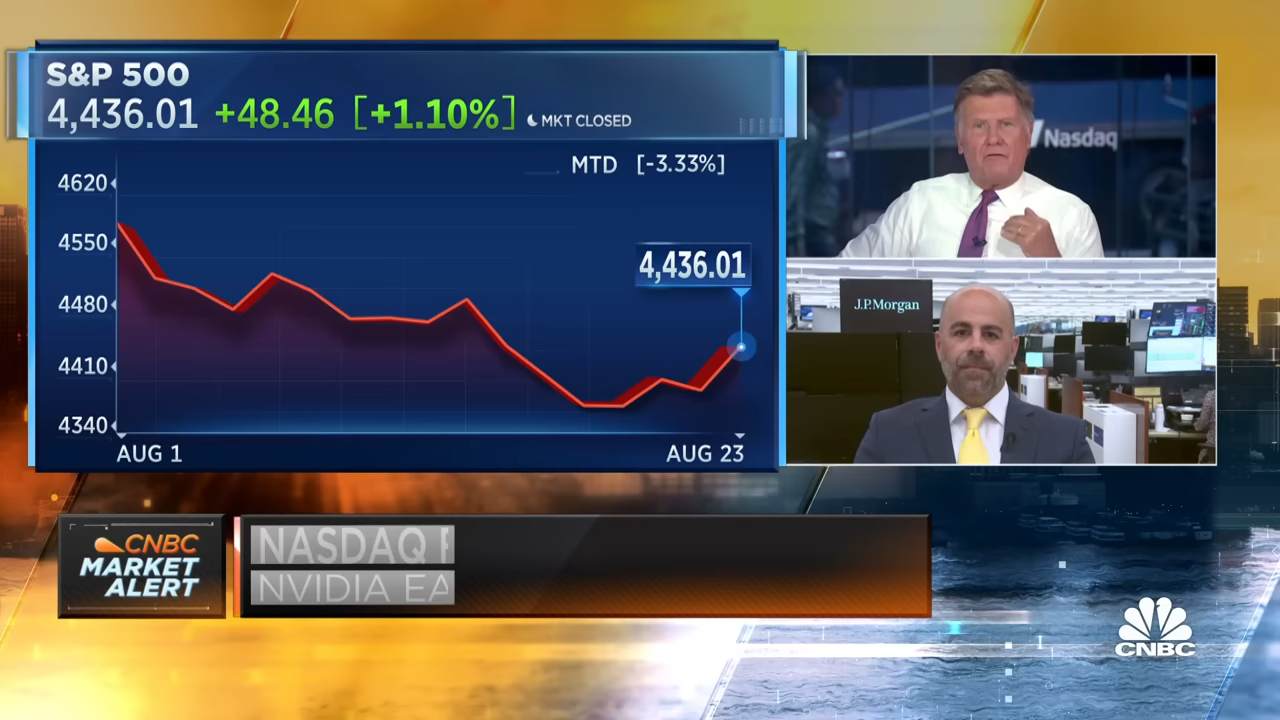 S&P 500
4,436.01 +48.46 [+1.10%] MKT CLOSED
MTD [-3.33%]
4620
4550
4480
4410
4340
4,436.01
AUG 1
AUG 23
Nasdaq
J.P.Morgan
CNBC
MARKET
ALERT
NASDAQ
NVIDIA EA
CNBC